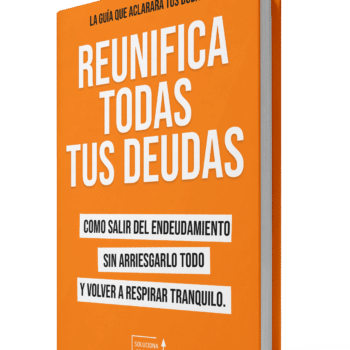 LA GUÍA QUE ACLARARÁ TUS
REUNIFICA
TODAS
TUS DEUDAS
COMO SALIR DEL ENDEUDAMIENTO
SIN ARRIESGARLO TODO
Y VOLVER A RESPIRAR TRANQUILO.
SOLUCIONA